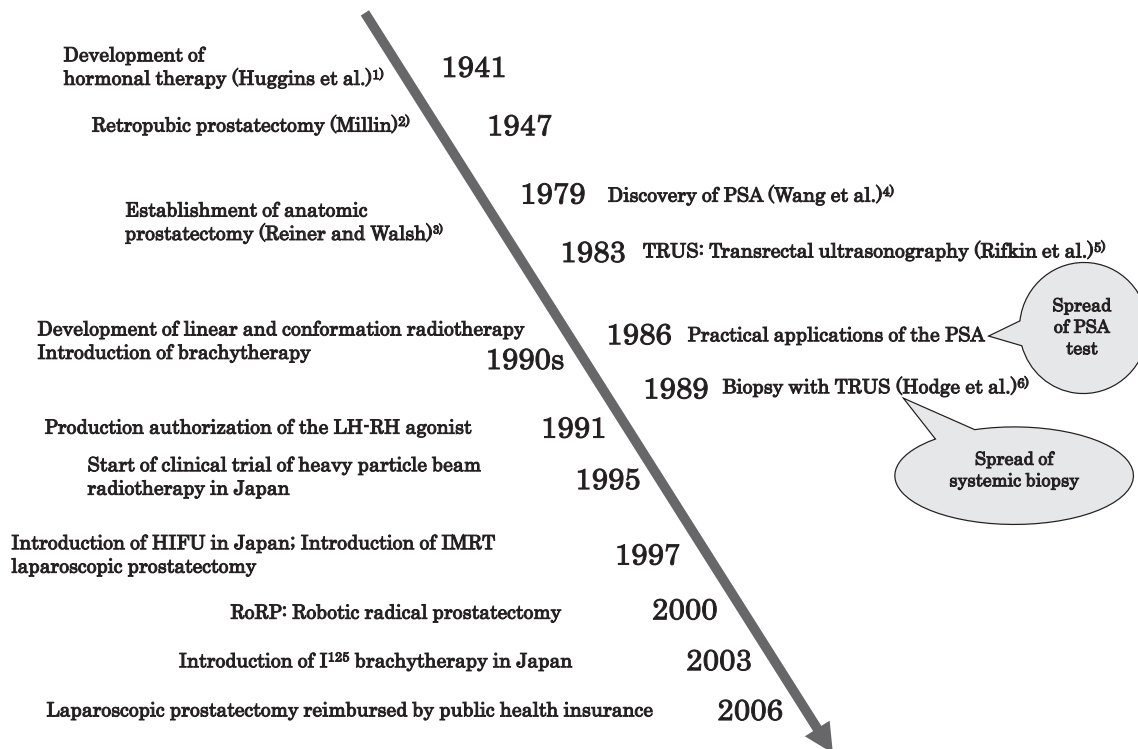 Development of
hormonal therapy (Huggins et al.)¹⁾
1941
Retropubic prostatectomy (Millin)²⁾
1947
1979
Discovery of PSA (Wang et al.)⁴⁾
Establishment of anatomic
prostatectomy (Reiner and Walsh)³⁾
1983
TRUS: Transrectal ultrasonography (Rifkin et al.)⁵⁾
Spread
of PSA
test
Development of linear and conformation radiotherapy
Introduction of brachytherapy
1990s
1986
Practical applications of the PSA
1989
Biopsy with TRUS (Hodge et al.)⁶⁾
Production authorization of the LH-RH agonist
1991
Spread of
systemic biopsy
Start of clinical trial of heavy particle beam
radiotherapy in Japan
1995
Introduction of HIFU in Japan; Introduction of IMRT
laparoscopic prostatectomy
1997
RoRP: Robotic radical prostatectomy
2000
Introduction of I¹²⁵ brachytherapy in Japan
2003
Laparoscopic prostatectomy reimbursed by public health insurance
2006